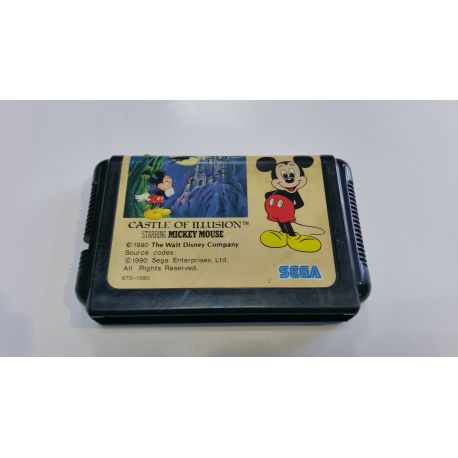 CASTLE OF ILLUSION™
STARRING MICKEY MOUSE
©1990 The Walt Disney Company
Source codes:
©1990 Sega Enterprises, Ltd.
All Rights Reserved.
SEGA
670-1090